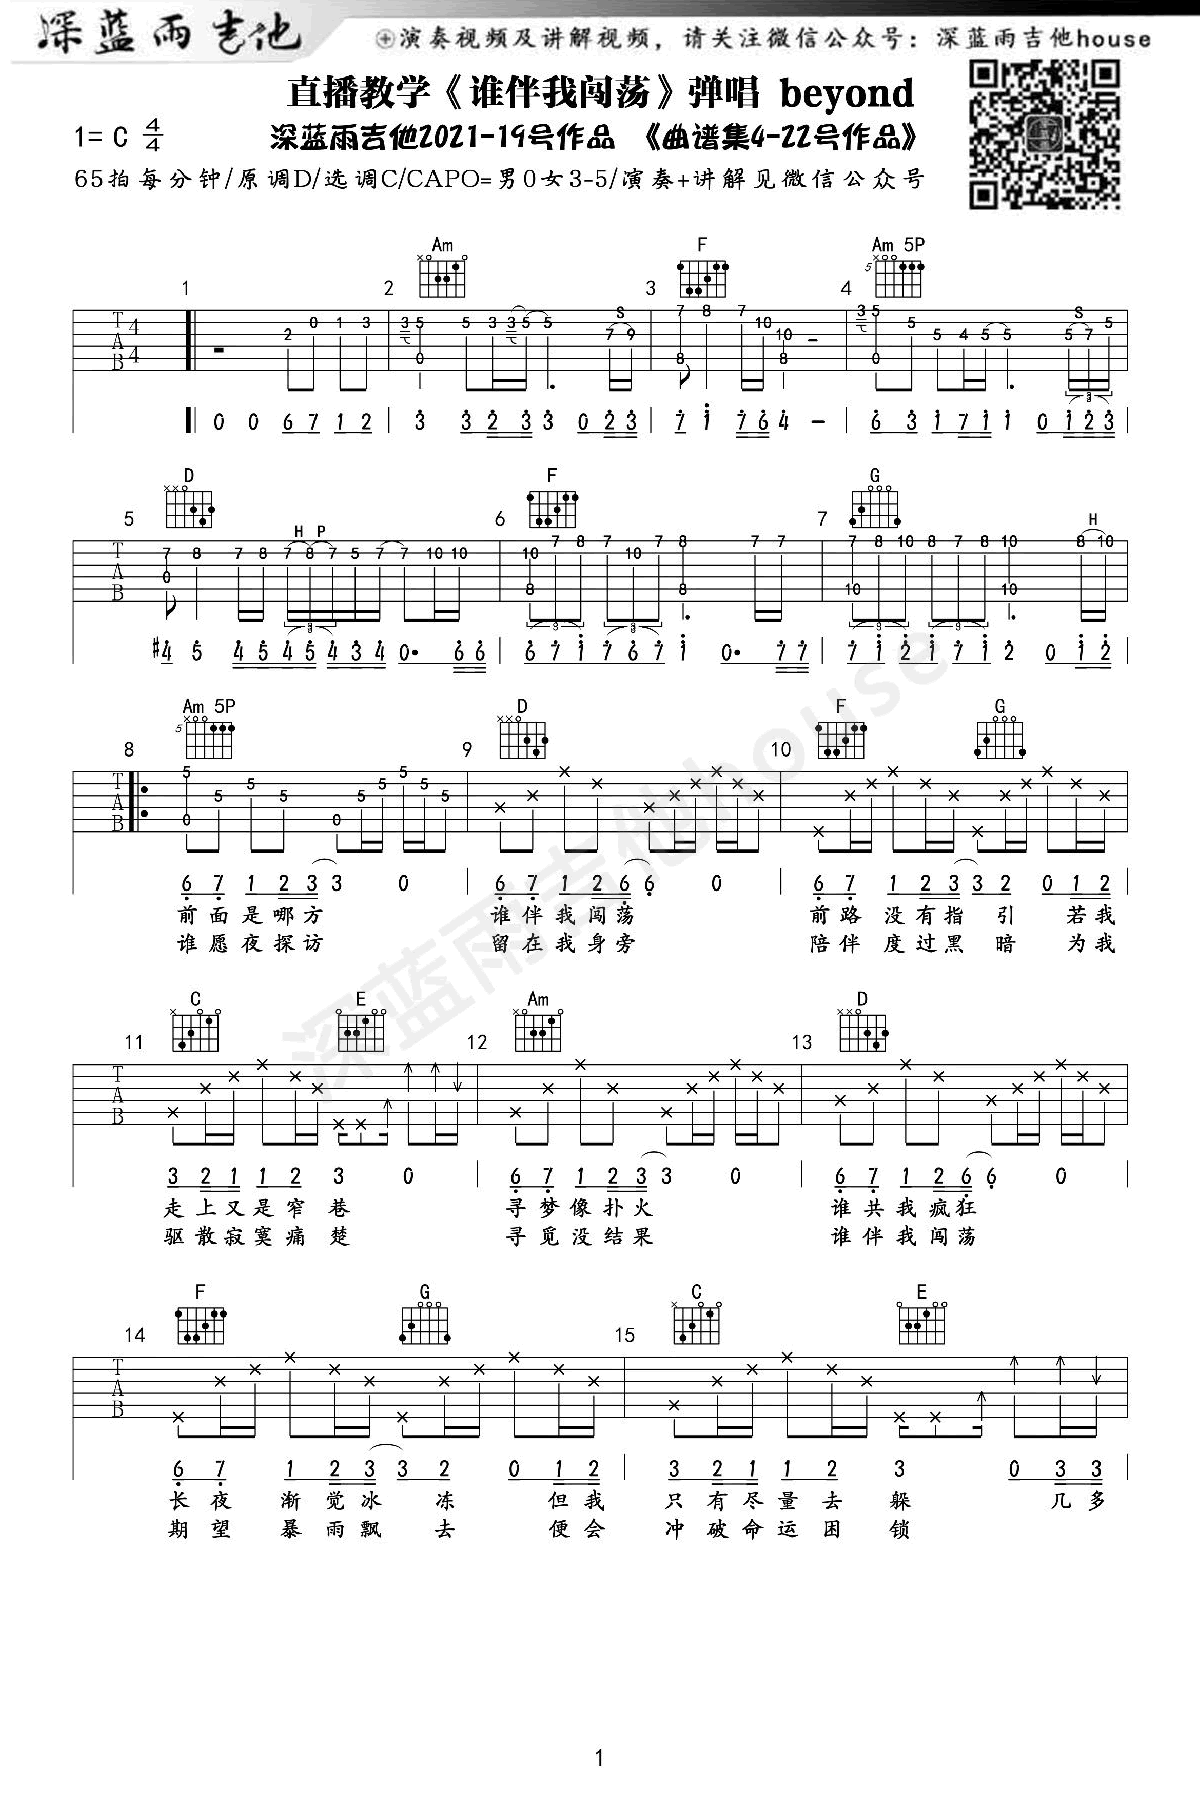 深蓝雨吉他
演奏视频及讲解视频，请关注微信公众号：深蓝雨吉他house
直播教学《谁伴我闯荡》弹唱 beyond
1= C 4/4
深蓝雨吉他2021-19号作品 《曲谱集4-22号作品》
65拍每分钟/原调D/选调C/CAPO=男0女3-5/演奏+讲解见微信公众号
Am F Am 5P
1 2 3 4
0 0 6 7 1 2 3 3 2 3 3 0 2 3 7 1 7 6 4 - 6 3 1 7 1 1 0 1 2 3
D F G
5 6 7
H P H
#4 5 4 5 4 5 4 3 4 0· 6 6 6 7 1 7 6 7 1 0· 7 7 7 1 2 1 7 1 2 0 1 2
Am 5P D F G
8 9 10
6 7 1 2 3 3 0 6 7 1 2 6 6 0 6 7 1 2 3 3 2 0 1 2
前面是哪方 谁伴我闯荡 前路没有指引 若我
谁愿夜探访 留在我身旁 陪伴度过黑暗 为我
C E Am D
11 12 13
3 2 1 1 2 3 0 6 7 1 2 3 3 0 6 7 1 2 6 6 0
走上又是窄巷 寻梦像扑火 谁共我疯狂
驱散寂寞痛楚 寻觅没结果 谁伴我闯荡
F G C E
14 15
6 7 1 2 3 3 2 0 1 2 3 2 1 1 2 3 0 3 3
长夜渐觉冰冻 但我只有尽量去躲 几多
期望暴雨飘去 便会冲破命运困锁
深蓝雨吉他house
1